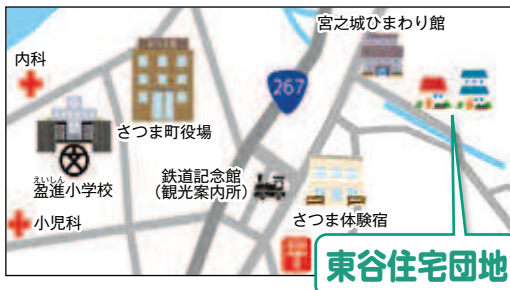 宮之城ひまわり館
内科
267
さつま町役場
えいしん
盈進小学校
鉄道記念館
(観光案内所)
さつま体験宿
小児科
東谷住宅団地